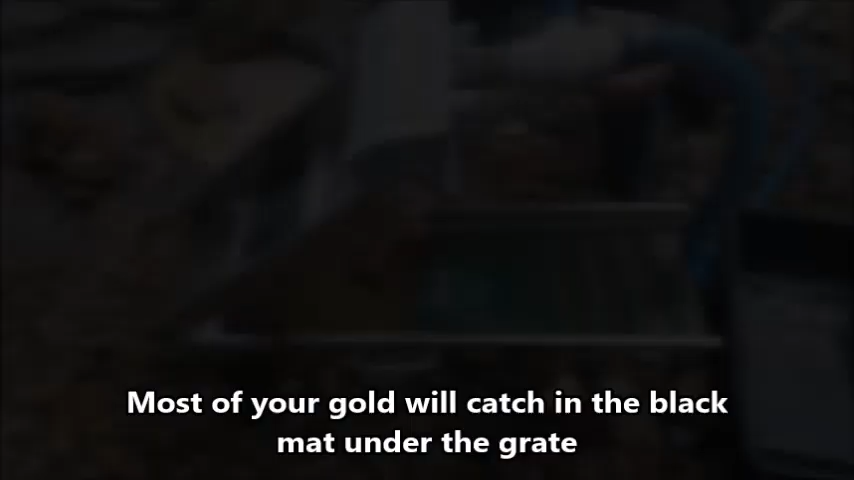 Most of your gold will catch in the black
mat under the grate